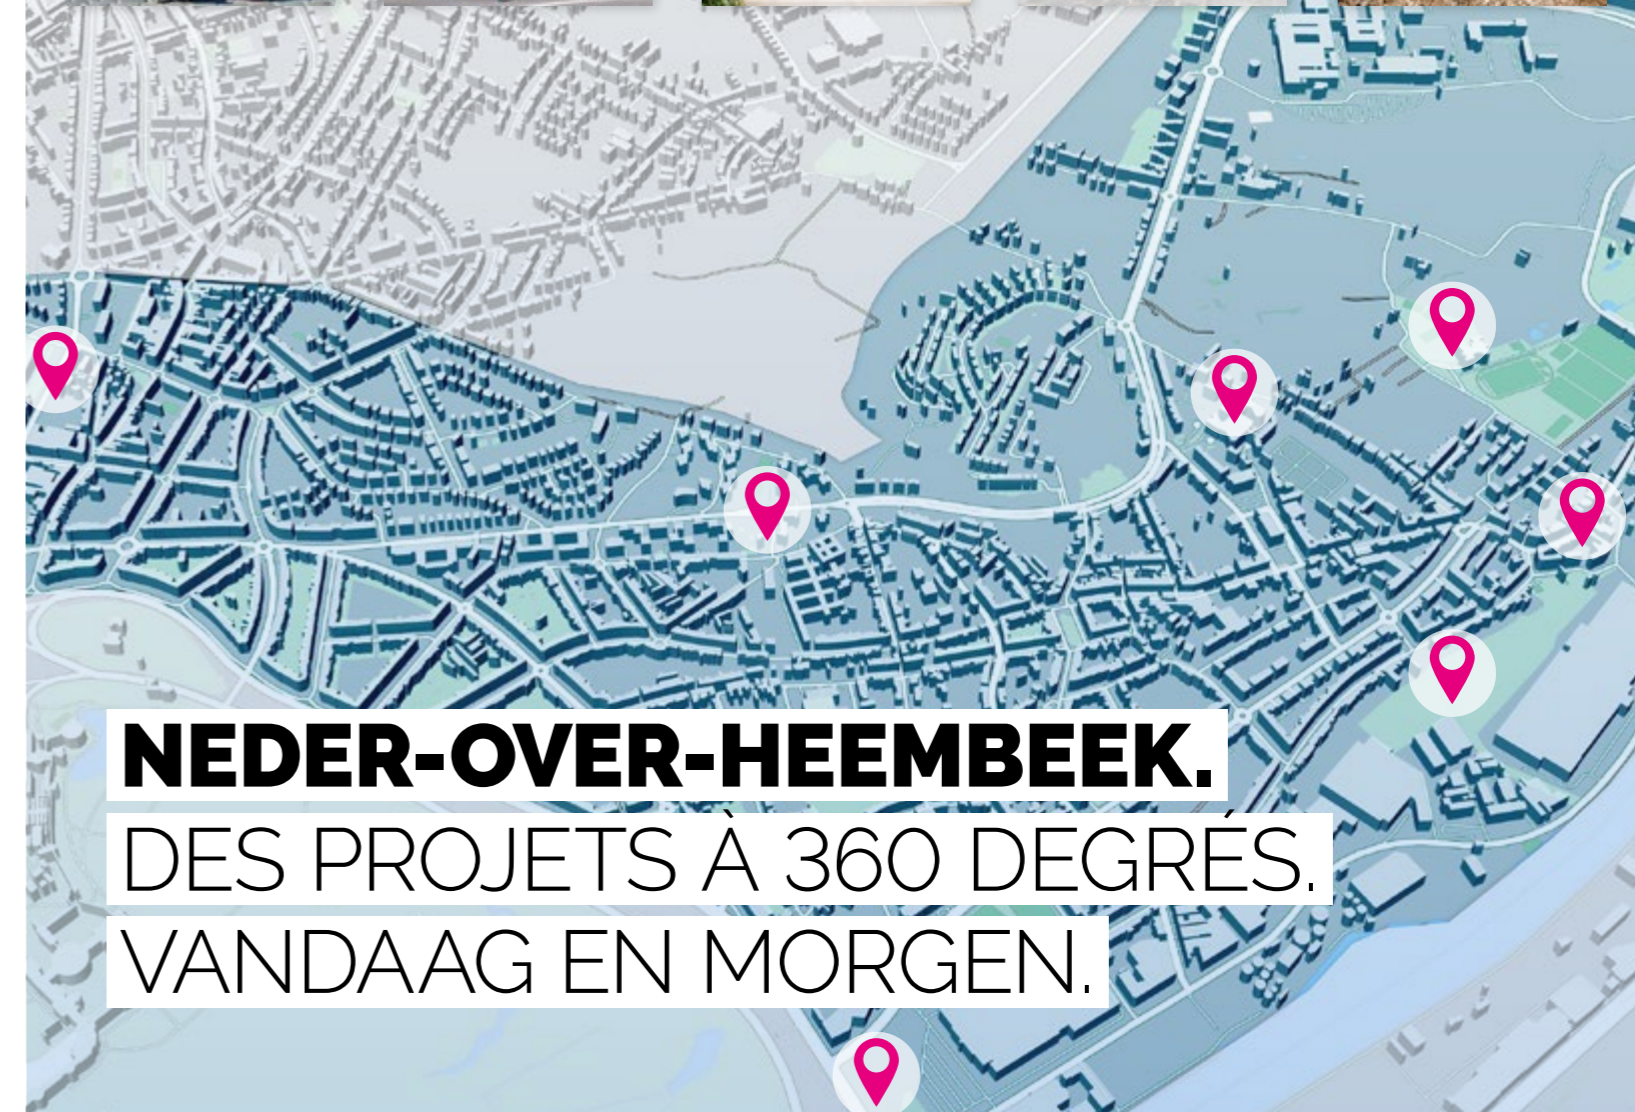 NEDER-OVER-HEEMBEEK.
DES PROJETS À 360 DEGRÉS.
VANDAAG EN MORGEN.